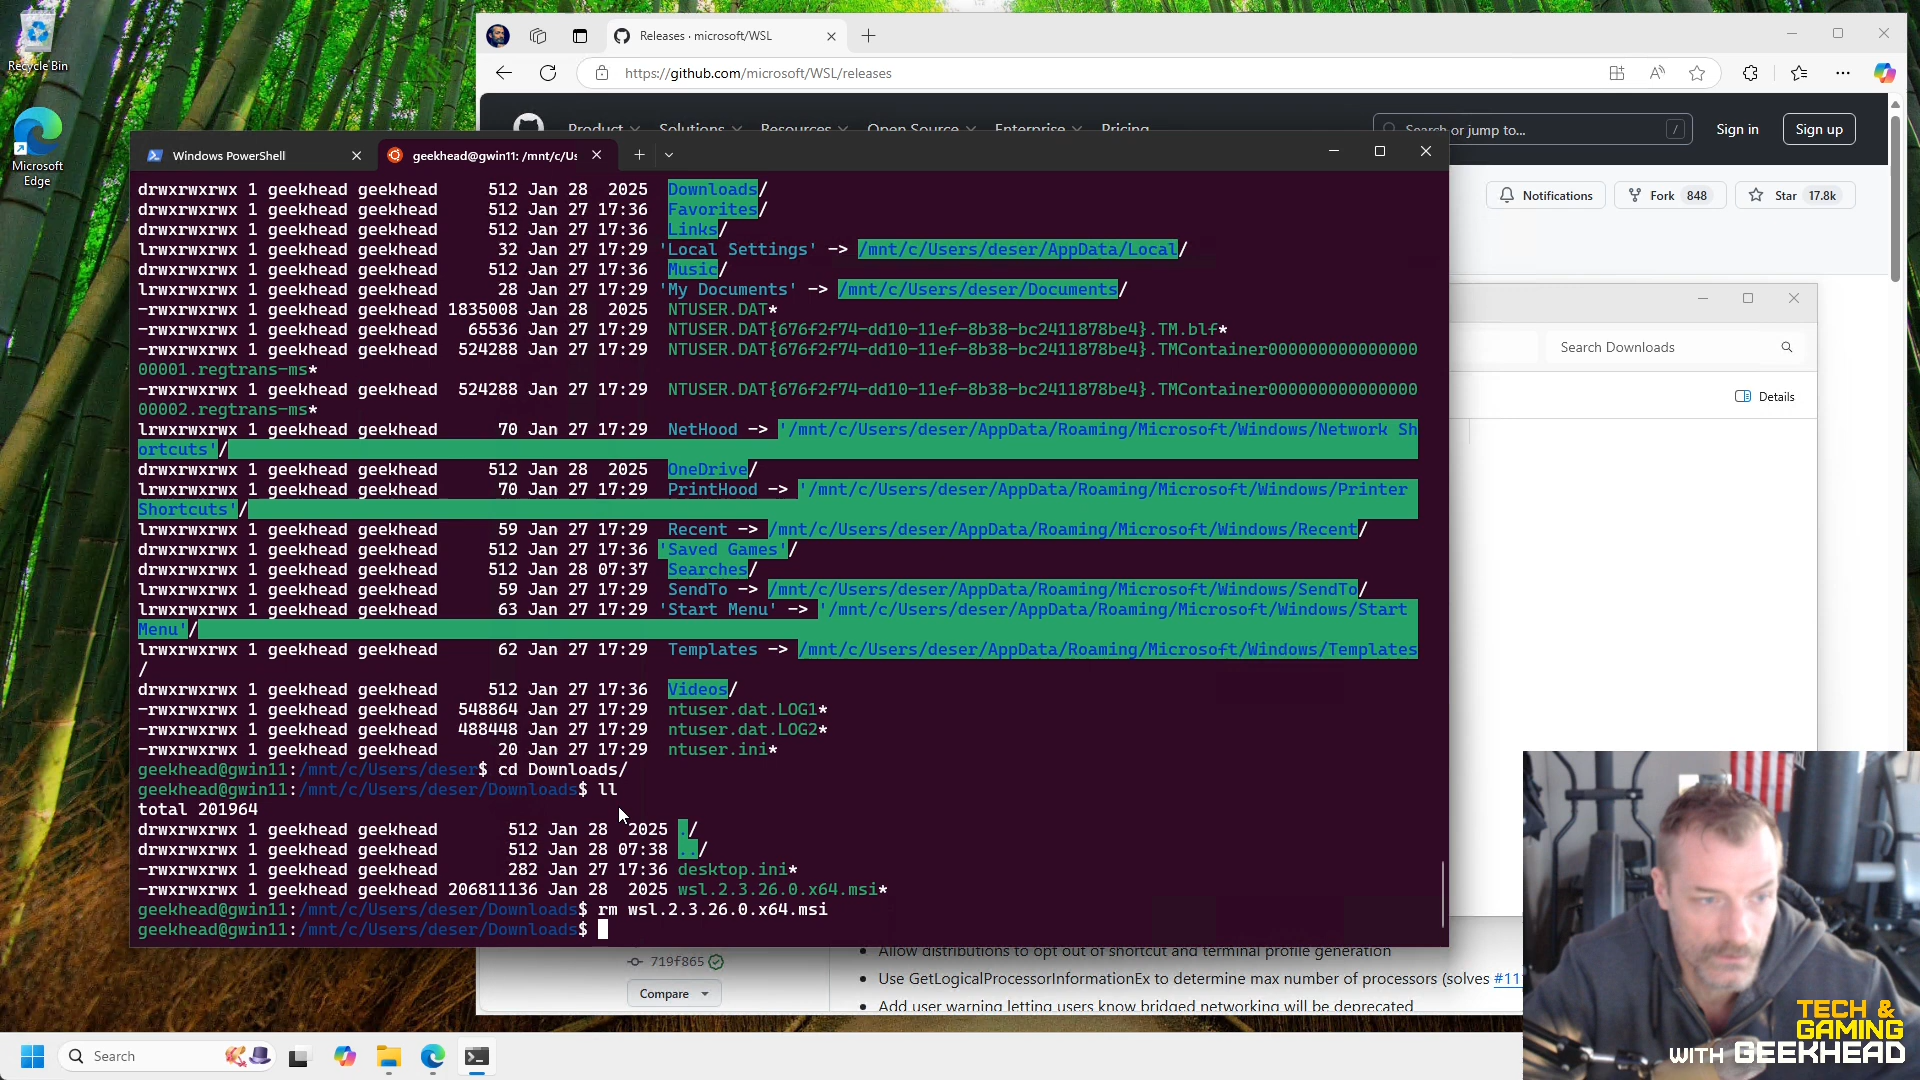 Recycle Bin
Microsoft
Edge
Releases · microsoft/WSL
https://github.com/microsoft/WSL/releases
Product Solutions Resources Open Source Enterprise Pricing
Search or jump to...
/
Sign in
Sign up
Notifications
Fork 848
Star 17.8k
Search Downloads
Details
Windows PowerShell
geekhead@gwin11: /mnt/c/Us
drwxrwxrwx 1 geekhead geekhead 512 Jan 28 2025 Downloads/
drwxrwxrwx 1 geekhead geekhead 512 Jan 27 17:36 Favorites/
drwxrwxrwx 1 geekhead geekhead 512 Jan 27 17:36 Links/
lrwxrwxrwx 1 geekhead geekhead 32 Jan 27 17:29 'Local Settings' -> /mnt/c/Users/deser/AppData/Local/
drwxrwxrwx 1 geekhead geekhead 512 Jan 27 17:36 Music/
lrwxrwxrwx 1 geekhead geekhead 28 Jan 27 17:29 'My Documents' -> /mnt/c/Users/deser/Documents/
-rwxrwxrwx 1 geekhead geekhead 1835008 Jan 28 2025 NTUSER.DAT*
-rwxrwxrwx 1 geekhead geekhead 65536 Jan 27 17:29 NTUSER.DAT{676f2f74-dd10-11ef-8b38-bc2411878be4}.TM.blf*
-rwxrwxrwx 1 geekhead geekhead 524288 Jan 27 17:29 NTUSER.DAT{676f2f74-dd10-11ef-8b38-bc2411878be4}.TMContainer000000000000000
00001.regtrans-ms*
-rwxrwxrwx 1 geekhead geekhead 524288 Jan 27 17:29 NTUSER.DAT{676f2f74-dd10-11ef-8b38-bc2411878be4}.TMContainer000000000000000
00002.regtrans-ms*
lrwxrwxrwx 1 geekhead geekhead 70 Jan 27 17:29 NetHood -> '/mnt/c/Users/deser/AppData/Roaming/Microsoft/Windows/Network Sh
ortcuts'/
drwxrwxrwx 1 geekhead geekhead 512 Jan 28 2025 OneDrive/
lrwxrwxrwx 1 geekhead geekhead 70 Jan 27 17:29 PrintHood -> '/mnt/c/Users/deser/AppData/Roaming/Microsoft/Windows/Printer
Shortcuts'/
lrwxrwxrwx 1 geekhead geekhead 59 Jan 27 17:29 Recent -> /mnt/c/Users/deser/AppData/Roaming/Microsoft/Windows/Recent/
drwxrwxrwx 1 geekhead geekhead 512 Jan 27 17:36 'Saved Games'/
drwxrwxrwx 1 geekhead geekhead 512 Jan 28 07:37 Searches/
lrwxrwxrwx 1 geekhead geekhead 59 Jan 27 17:29 SendTo -> /mnt/c/Users/deser/AppData/Roaming/Microsoft/Windows/SendTo/
lrwxrwxrwx 1 geekhead geekhead 63 Jan 27 17:29 'Start Menu' -> '/mnt/c/Users/deser/AppData/Roaming/Microsoft/Windows/Start
Menu'/
lrwxrwxrwx 1 geekhead geekhead 62 Jan 27 17:29 Templates -> /mnt/c/Users/deser/AppData/Roaming/Microsoft/Windows/Templates
/
drwxrwxrwx 1 geekhead geekhead 512 Jan 27 17:36 Videos/
-rwxrwxrwx 1 geekhead geekhead 548864 Jan 27 17:29 ntuser.dat.LOG1*
-rwxrwxrwx 1 geekhead geekhead 488448 Jan 27 17:29 ntuser.dat.LOG2*
-rwxrwxrwx 1 geekhead geekhead 20 Jan 27 17:29 ntuser.ini*
geekhead@gwin11:/mnt/c/Users/deser$ cd Downloads/
geekhead@gwin11:/mnt/c/Users/deser/Downloads$ ll
total 201964
drwxrwxrwx 1 geekhead geekhead 512 Jan 28 2025 ./
drwxrwxrwx 1 geekhead geekhead 512 Jan 28 07:38 ../
-rwxrwxrwx 1 geekhead geekhead 282 Jan 27 17:36 desktop.ini*
-rwxrwxrwx 1 geekhead geekhead 206811136 Jan 28 2025 wsl.2.3.26.0.x64.msi*
geekhead@gwin11:/mnt/c/Users/deser/Downloads$ rm wsl.2.3.26.0.x64.msi
geekhead@gwin11:/mnt/c/Users/deser/Downloads$
719f865
Compare
Allow distributions to opt out of shortcut and terminal profile generation
Use GetLogicalProcessorInformationEx to determine max number of processors (solves #11
Add user warning letting users know bridged networking will be deprecated
Search
TECH &
GAMING
WITH GEEKHEAD